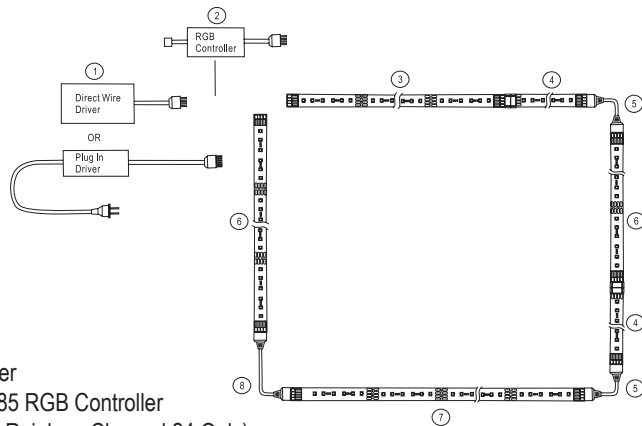 2
RGB
Controller
1
Direct Wire
Driver
OR
Plug In
Driver
3
4
5
6
6
4
5
8
7
85 RGB Controller